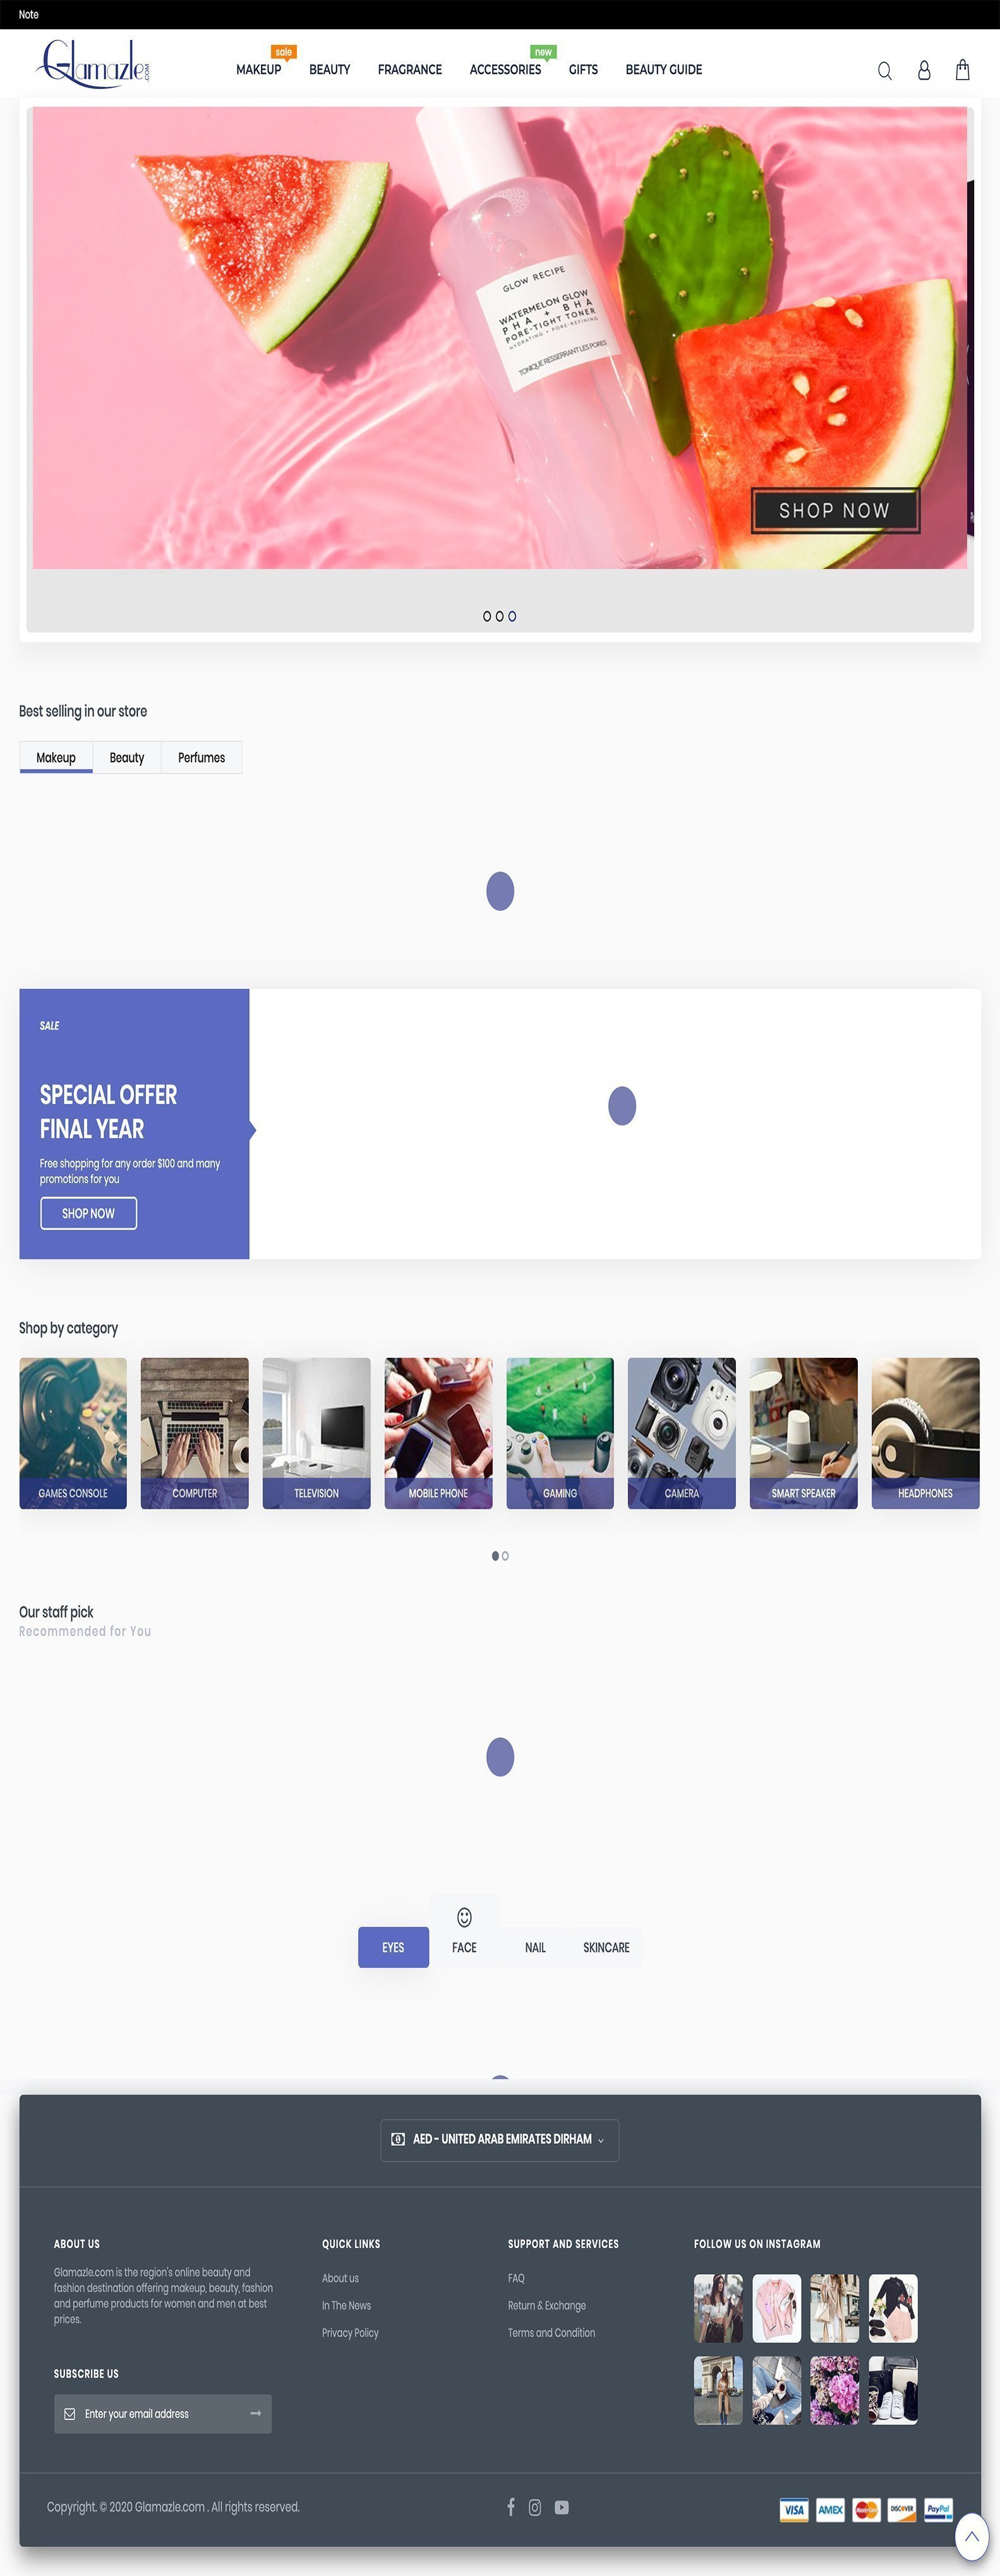 Note
Glamazle.com
sale
new
MAKEUP
BEAUTY
FRAGRANCE
ACCESSORIES
GIFTS
BEAUTY GUIDE
GLOW RECIPE
WATERMELON GLOW
PHA + BHA
PORE-TIGHT TONER
HYDRATING + PORE-REFINING
TONIQUE RESSERRANT LES PORES
SHOP NOW
Best selling in our store
Makeup
Beauty
Perfumes
SALE
SPECIAL OFFER
FINAL YEAR
Free shopping for any order $100 and many
promotions for you
SHOP NOW
Shop by category
GAMES CONSOLE
COMPUTER
TELEVISION
MOBILE PHONE
GAMING
CAMERA
SMART SPEAKER
HEADPHONES
Our staff pick
Recommended for You
EYES
FACE
NAIL
SKINCARE
AED - UNITED ARAB EMIRATES DIRHAM
ABOUT US
Glamazle.com is the region's online beauty and
fashion destination offering makeup, beauty, fashion
and perfume products for women and men at best
prices.
SUBSCRIBE US
Enter your email address
QUICK LINKS
About us
In The News
Privacy Policy
SUPPORT AND SERVICES
FAQ
Return & Exchange
Terms and Condition
FOLLOW US ON INSTAGRAM
Copyright. © 2020 Glamazle.com . All rights reserved.
VISA
AMEX
MasterCard
DISCOVER
PayPal